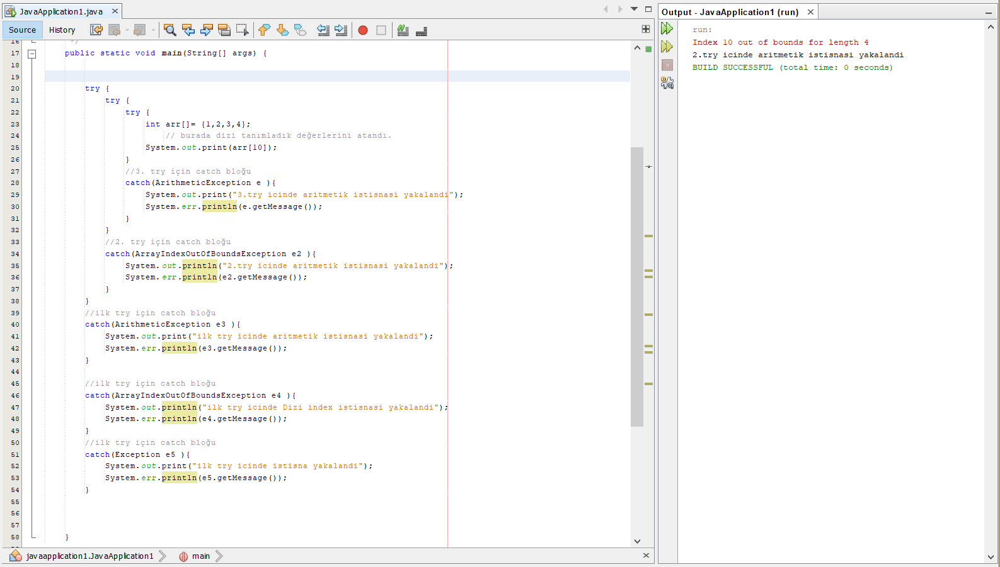 JavaApplication1.java
Source History
16 */
17 public static void main(String[] args) {
18
19
20 try {
21 try {
22 try {
23 int arr[]= {1,2,3,4};
24 // burada dizi tanımladık değerlerini atandı.
25 System.out.print(arr[10]);
26 }
27 //3. try için catch bloğu
28 catch(ArithmeticException e ){
29 System.out.print("3.try icinde aritmetik istisnasi yakalandi");
30 System.err.println(e.getMessage());
31 }
32 }
33 //2. try için catch bloğu
34 catch(ArrayIndexOutOfBoundsException e2 ){
35 System.out.println("2.try icinde aritmetik istisnasi yakalandi");
36 System.err.println(e2.getMessage());
37 }
38 }
39 //ilk try için catch bloğu
40 catch(ArithmeticException e3 ){
41 System.out.print("ilk try icinde aritmetik istisnasi yakalandi");
42 System.err.println(e3.getMessage());
43 }
44
45 //ilk try için catch bloğu
46 catch(ArrayIndexOutOfBoundsException e4 ){
47 System.out.println("ilk try icinde Dizi index istisnasi yakalandi");
48 System.err.println(e4.getMessage());
49 }
50 //ilk try için catch bloğu
51 catch(Exception e5 ){
52 System.out.print("ilk try icinde istisna yakalandi");
53 System.err.println(e5.getMessage());
54 }
55
56
57
58 }
javaapplication1.JavaApplication1 main
Output - JavaApplication1 (run)
run:
Index 10 out of bounds for length 4
2.try icinde aritmetik istisnasi yakalandi
BUILD SUCCESSFUL (total time: 0 seconds)